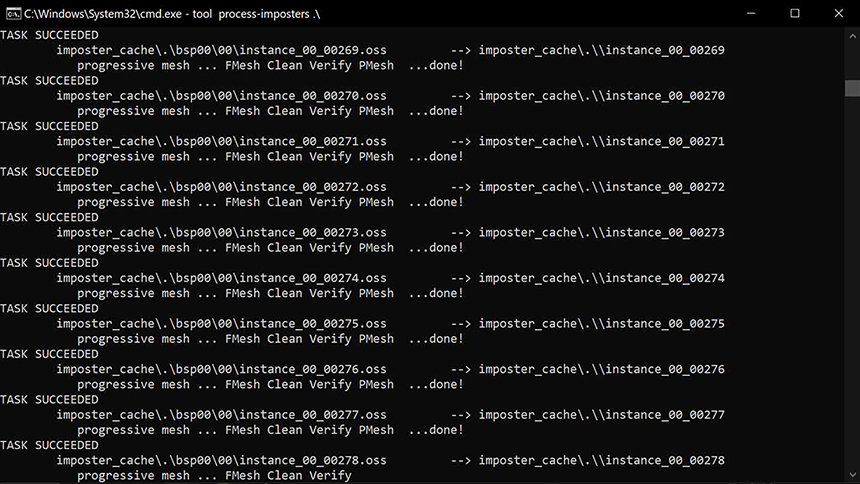 C:\Windows\System32\cmd.exe - tool  process-imposters .\
TASK SUCCEEDED
imposter_cache\.\bsp00\00\instance_00_00269.oss --> imposter_cache\.\\instance_00_00269
progressive mesh ... FMesh Clean Verify PMesh  ...done!
TASK SUCCEEDED
imposter_cache\.\bsp00\00\instance_00_00270.oss --> imposter_cache\.\\instance_00_00270
progressive mesh ... FMesh Clean Verify PMesh  ...done!
TASK SUCCEEDED
imposter_cache\.\bsp00\00\instance_00_00271.oss --> imposter_cache\.\\instance_00_00271
progressive mesh ... FMesh Clean Verify PMesh  ...done!
TASK SUCCEEDED
imposter_cache\.\bsp00\00\instance_00_00272.oss --> imposter_cache\.\\instance_00_00272
progressive mesh ... FMesh Clean Verify PMesh  ...done!
TASK SUCCEEDED
imposter_cache\.\bsp00\00\instance_00_00273.oss --> imposter_cache\.\\instance_00_00273
progressive mesh ... FMesh Clean Verify PMesh  ...done!
TASK SUCCEEDED
imposter_cache\.\bsp00\00\instance_00_00274.oss --> imposter_cache\.\\instance_00_00274
progressive mesh ... FMesh Clean Verify PMesh  ...done!
TASK SUCCEEDED
imposter_cache\.\bsp00\00\instance_00_00275.oss --> imposter_cache\.\\instance_00_00275
progressive mesh ... FMesh Clean Verify PMesh  ...done!
TASK SUCCEEDED
imposter_cache\.\bsp00\00\instance_00_00276.oss --> imposter_cache\.\\instance_00_00276
progressive mesh ... FMesh Clean Verify PMesh  ...done!
TASK SUCCEEDED
imposter_cache\.\bsp00\00\instance_00_00277.oss --> imposter_cache\.\\instance_00_00277
progressive mesh ... FMesh Clean Verify PMesh  ...done!
TASK SUCCEEDED
imposter_cache\.\bsp00\00\instance_00_00278.oss --> imposter_cache\.\\instance_00_00278
progressive mesh ... FMesh Clean Verify